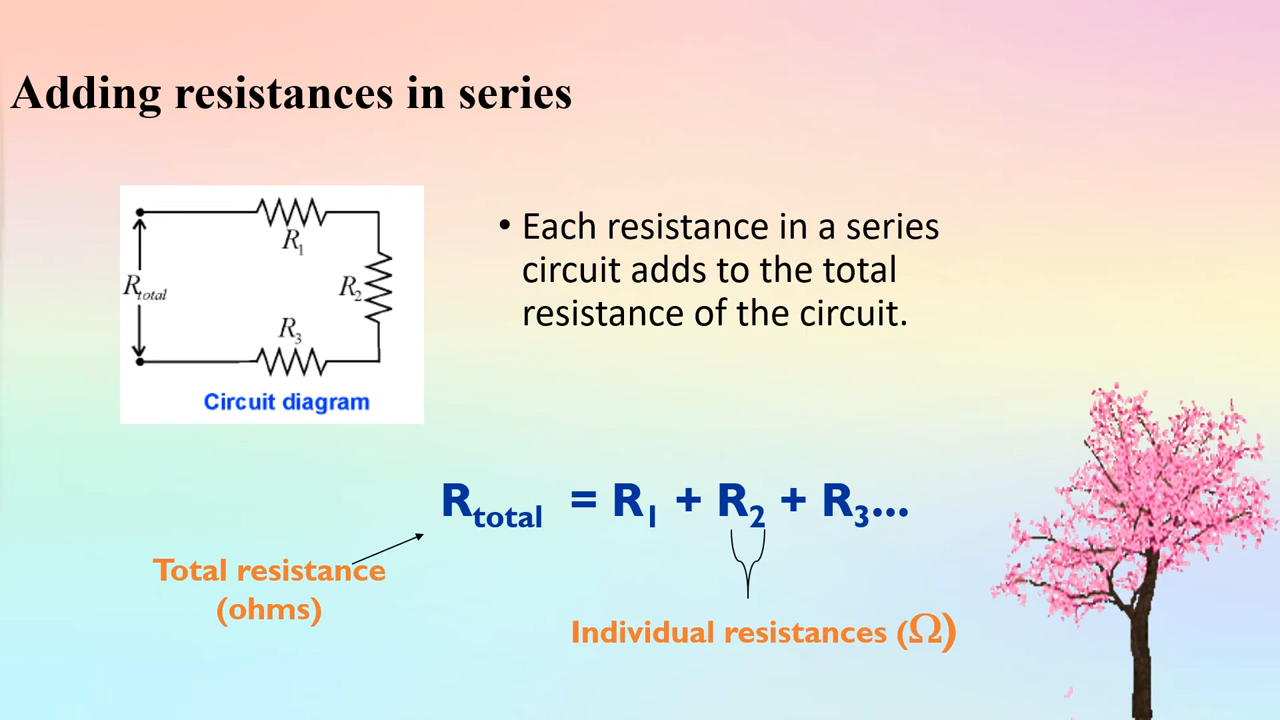 Adding resistances in series
R1
Rtotal
R2
R3
Circuit diagram
• Each resistance in a series
circuit adds to the total
resistance of the circuit.
Rtotal = R1 + R2 + R3...
Total resistance
(ohms)
Individual resistances (Ω)